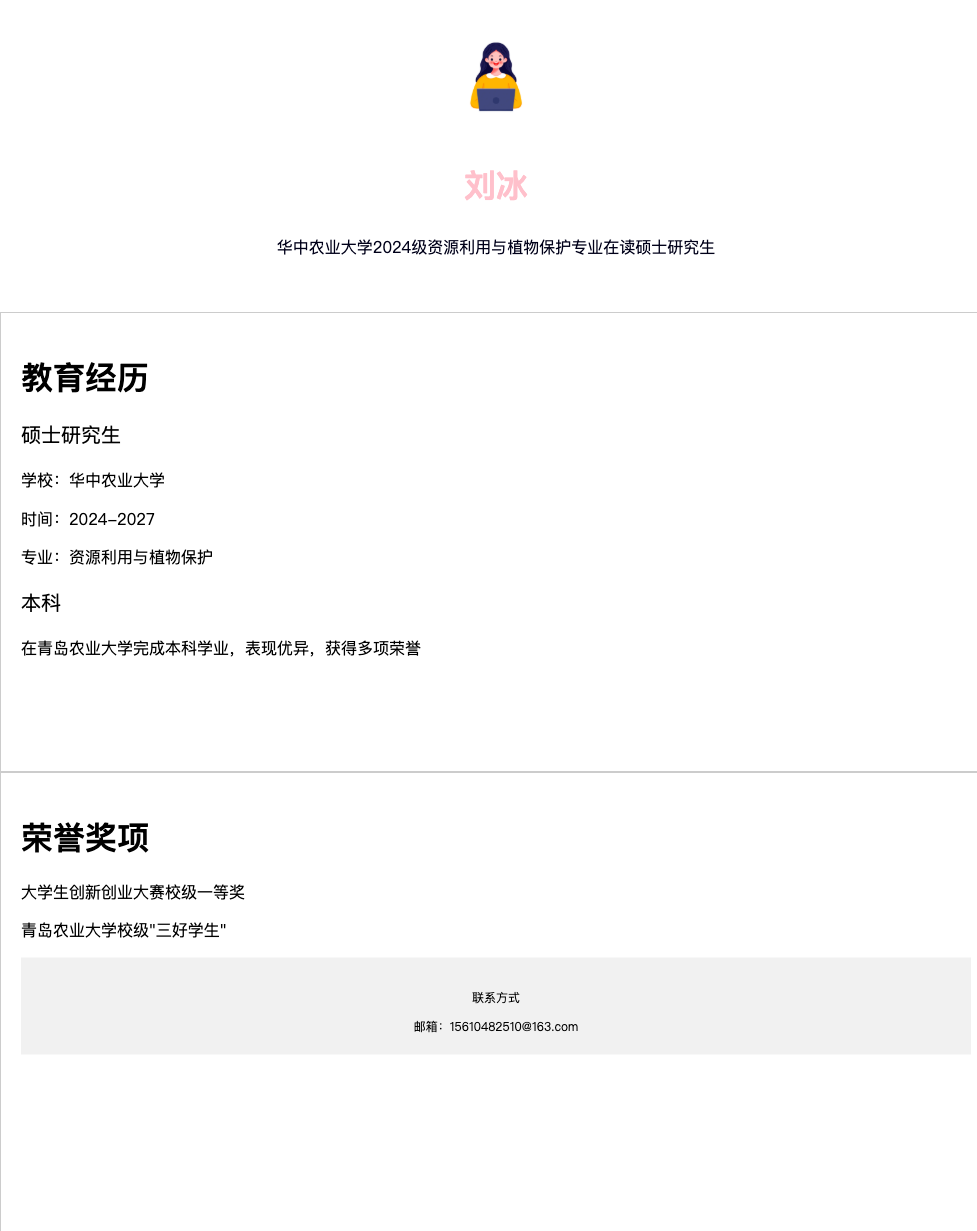 刘冰
华中农业大学2024级资源利用与植物保护专业在读硕士研究生
教育经历
硕士研究生
学校：华中农业大学
时间：2024-2027
专业：资源利用与植物保护
本科
在青岛农业大学完成本科学业，表现优异，获得多项荣誉
荣誉奖项
大学生创新创业大赛校级一等奖
青岛农业大学校级"三好学生"
联系方式
邮箱：15610482510@163.com